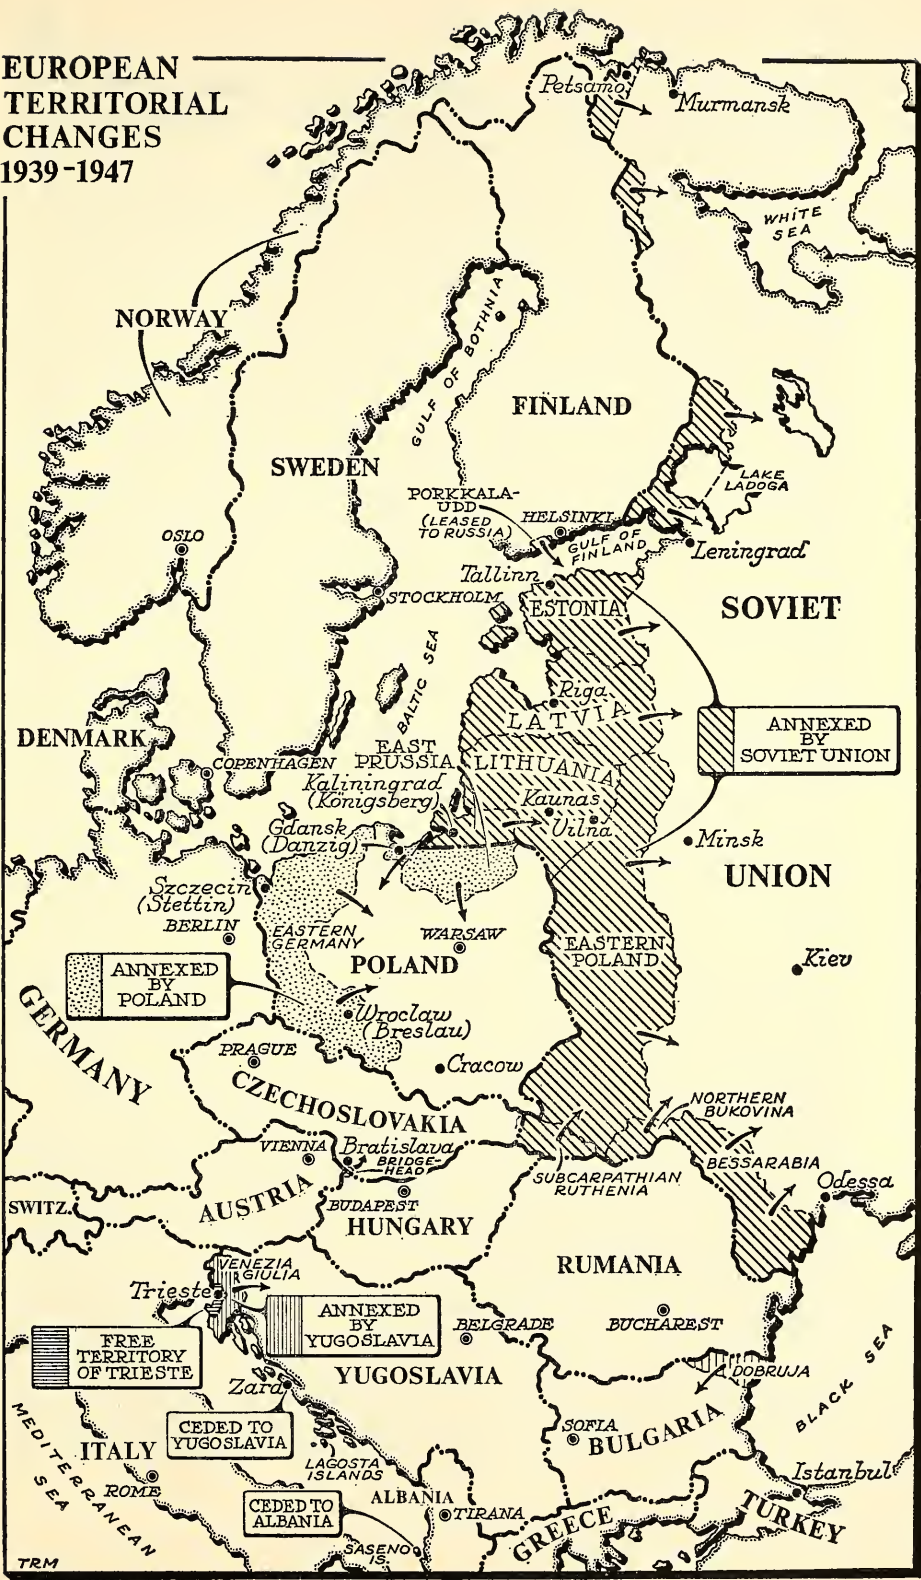 EUROPEAN
TERRITORIAL
CHANGES
1939-1947
Petsamo
Murmansk
WHITE
SEA
NORWAY
GULF OF BOTHNIA
FINLAND
SWEDEN
LAKE
LADOGA
PORKKALA-
UDD
(LEASED
TO RUSSIA)
HELSINKI
GULF OF
FINLAND
OSLO
Leningrad
Tallinn
STOCKHOLM
ESTONIA
SOVIET
BALTIC SEA
Riga
LATVIA
ANNEXED
BY
SOVIET UNION
DENMARK
COPENHAGEN
EAST
PRUSSIA
LITHUANIA
Kaliningrad
(Königsberg)
Kaunas
Vilna
Gdansk
(Danzig)
Minsk
UNION
Szczecin
(Stettin)
BERLIN
EASTERN
GERMANY
WARSAW
EASTERN
POLAND
Kiev
POLAND
ANNEXED
BY
POLAND
GERMANY
Wroclaw
(Breslau)
PRAGUE
Cracow
CZECHOSLOVAKIA
NORTHERN
BUKOVINA
VIENNA
Bratislava
BRIDGE-
HEAD
SUBCARPATHIAN
RUTHENIA
BESSARABIA
Odessa
SWITZ.
AUSTRIA
BUDAPEST
HUNGARY
RUMANIA
VENEZIA
GIULIA
Trieste
ANNEXED
BY
YUGOSLAVIA
BELGRADE
BUCHAREST
FREE
TERRITORY
OF TRIESTE
YUGOSLAVIA
DOBRUJA
BLACK SEA
Zara
CEDED TO
YUGOSLAVIA
SOFIA
BULGARIA
MEDITERRANEAN
SEA
ITALY
ROME
LAGOSTA
ISLANDS
Istanbul
ALBANIA
TIRANA
CEDED TO
ALBANIA
GREECE
TURKEY
SASENO
IS.
TRM